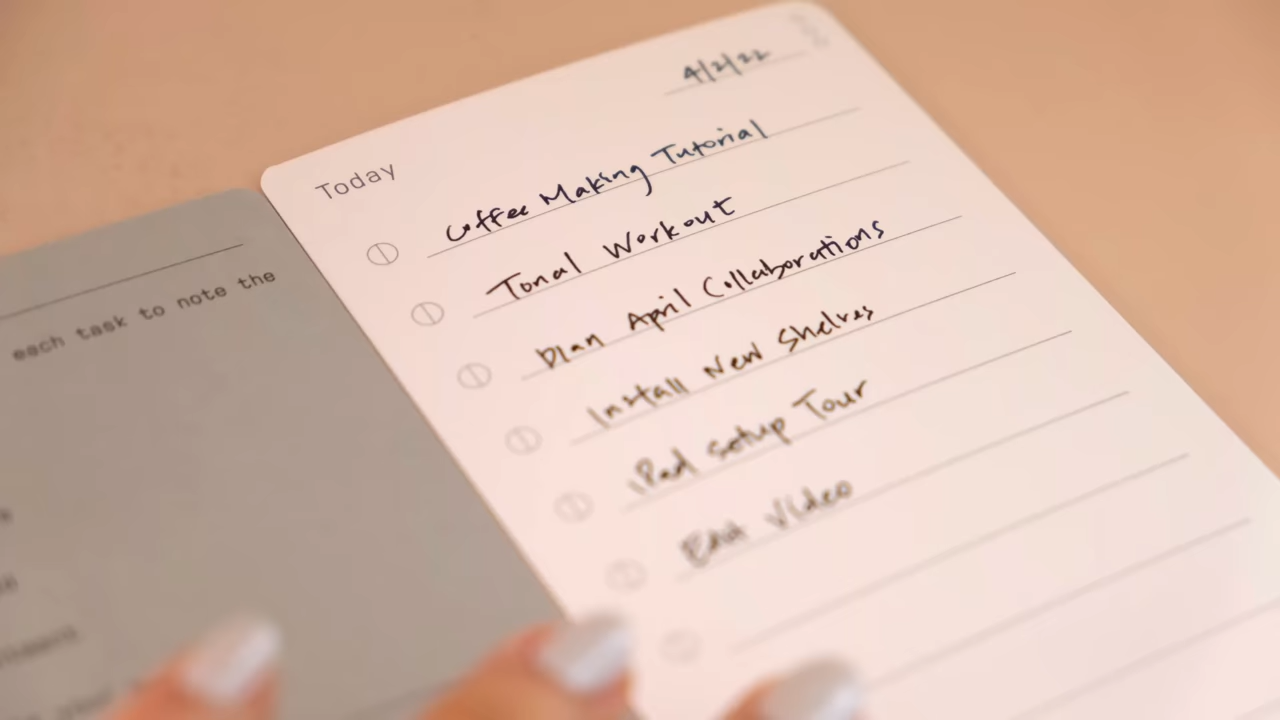 4/2/22
Today
Coffee Making Tutorial
Tonal Workout
Plan April Collaborations
Install New Shelves
iPad setup Tour
Edit Video
each task to note the